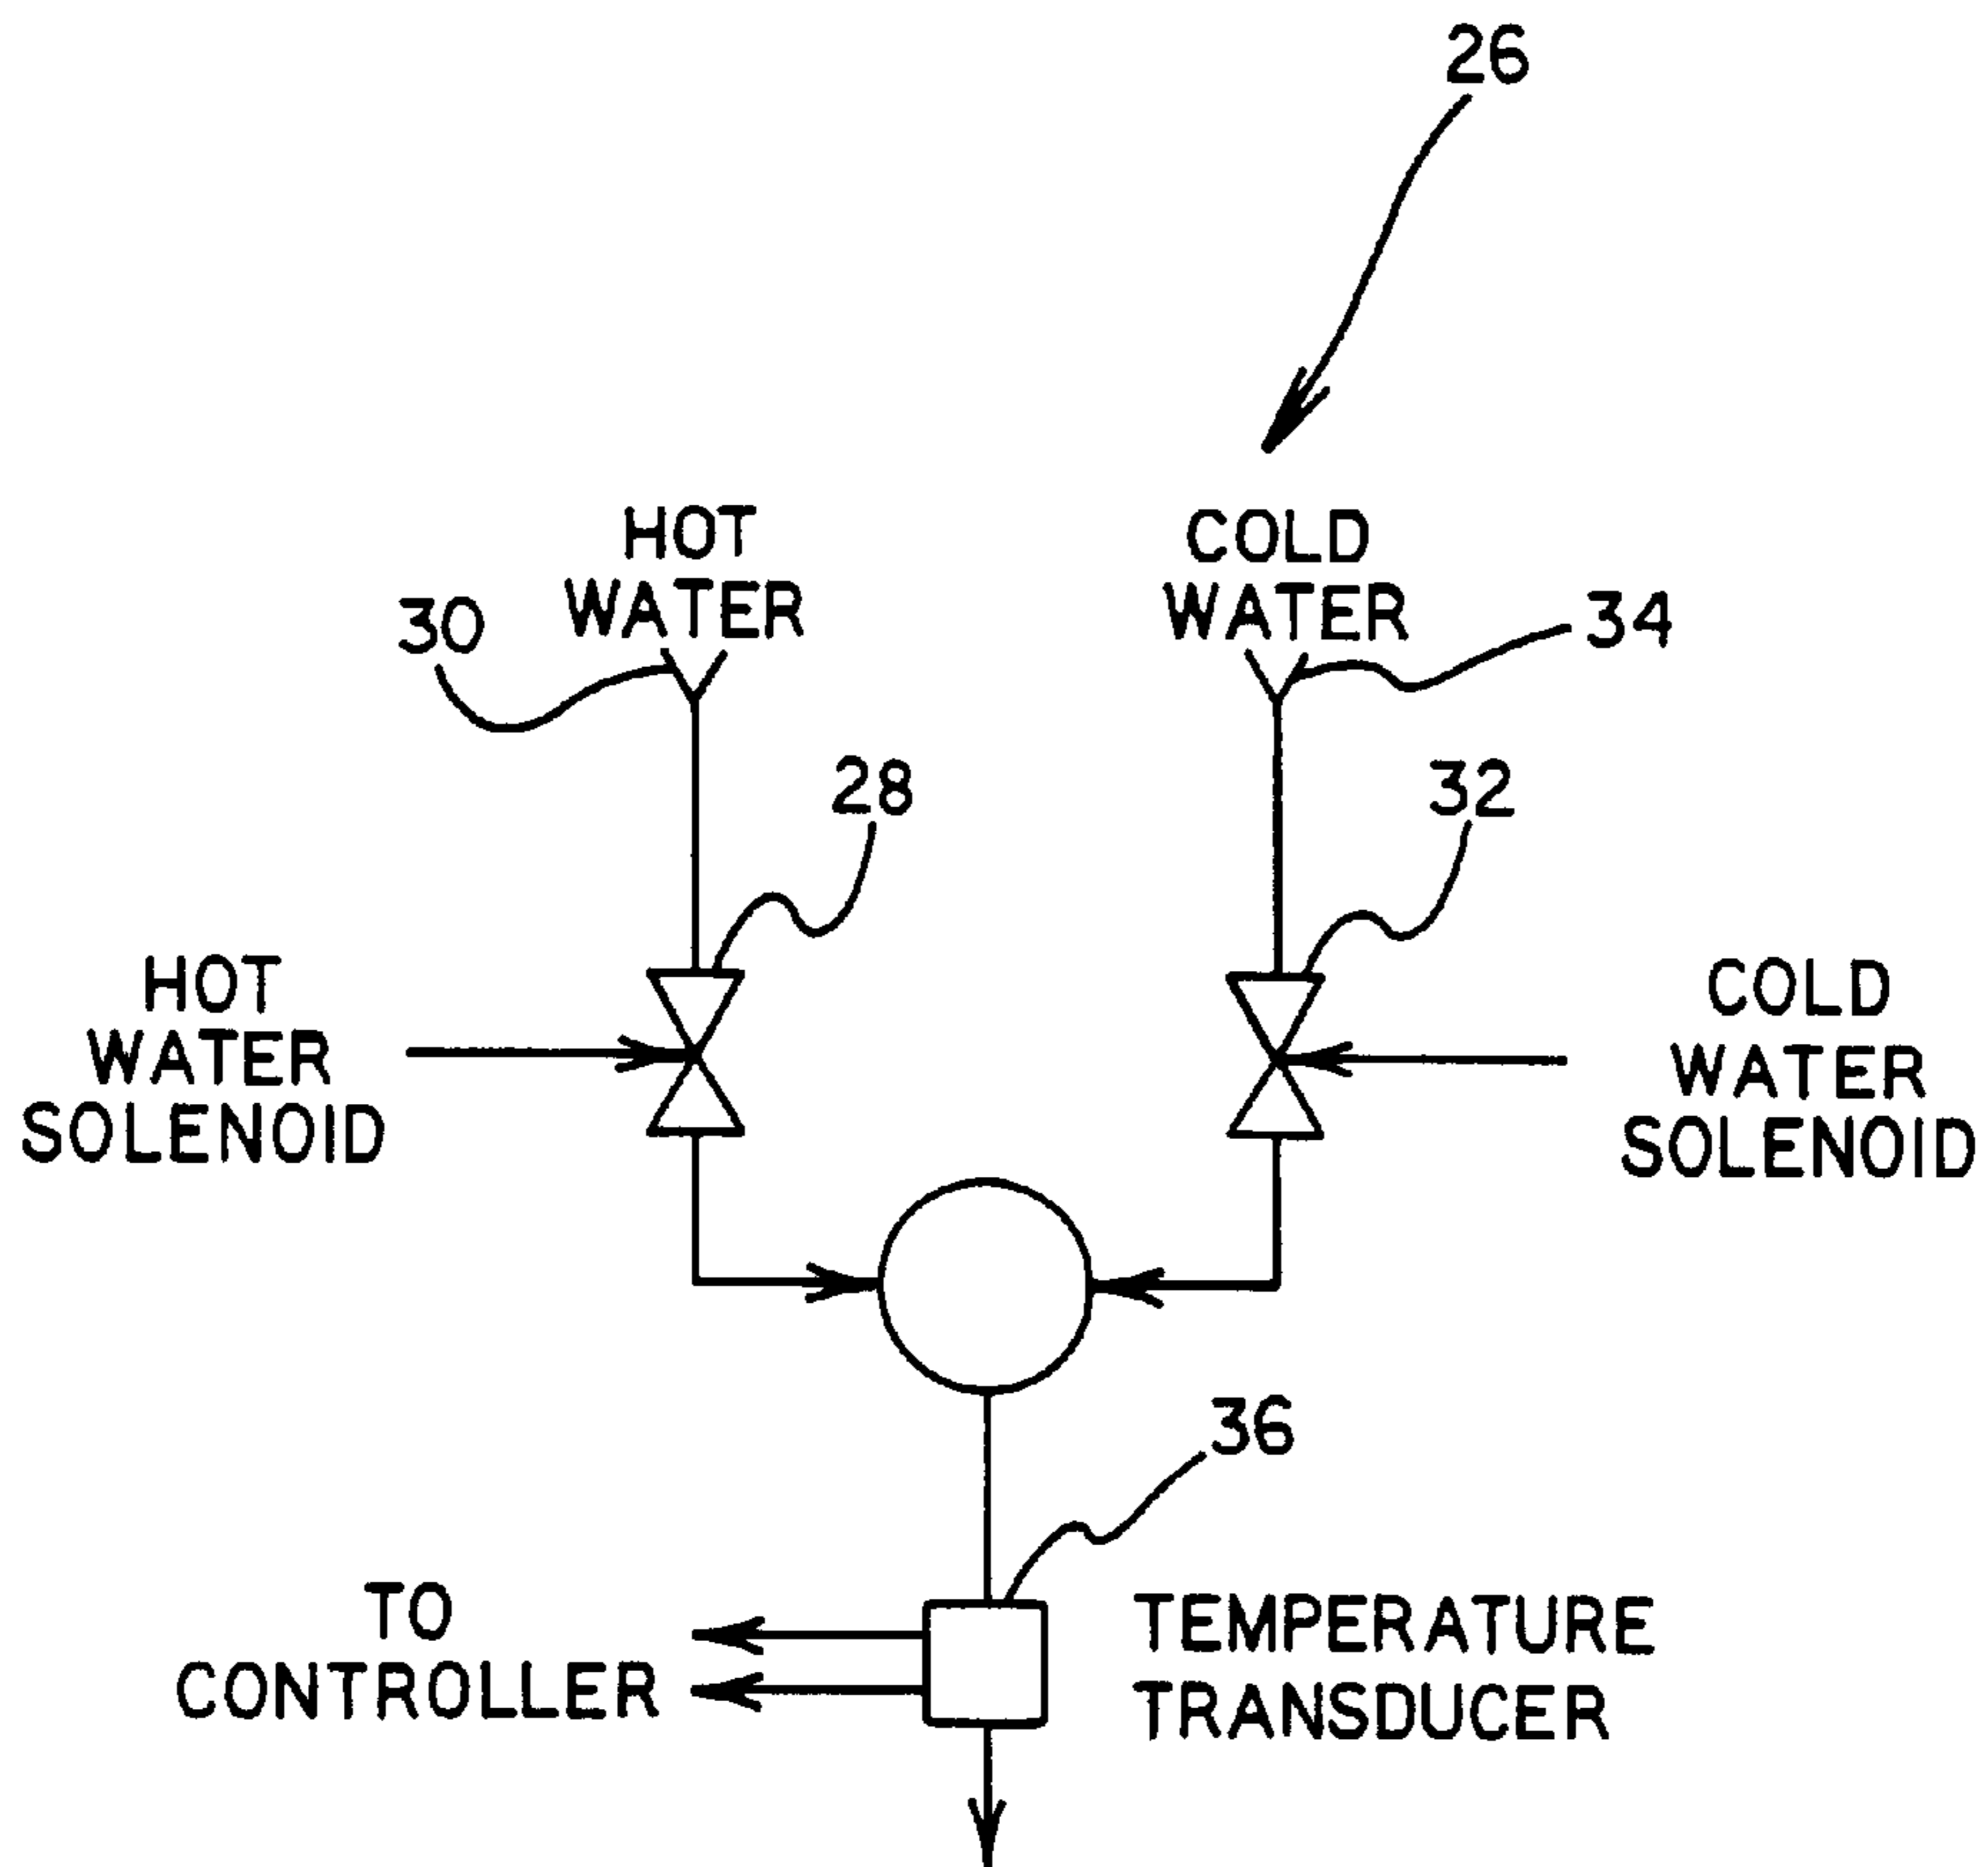 26
HOT
WATER
COLD
WATER
30
34
28
32
HOT
WATER
SOLENOID
COLD
WATER
SOLENOID
36
TO
CONTROLLER
TEMPERATURE
TRANSDUCER